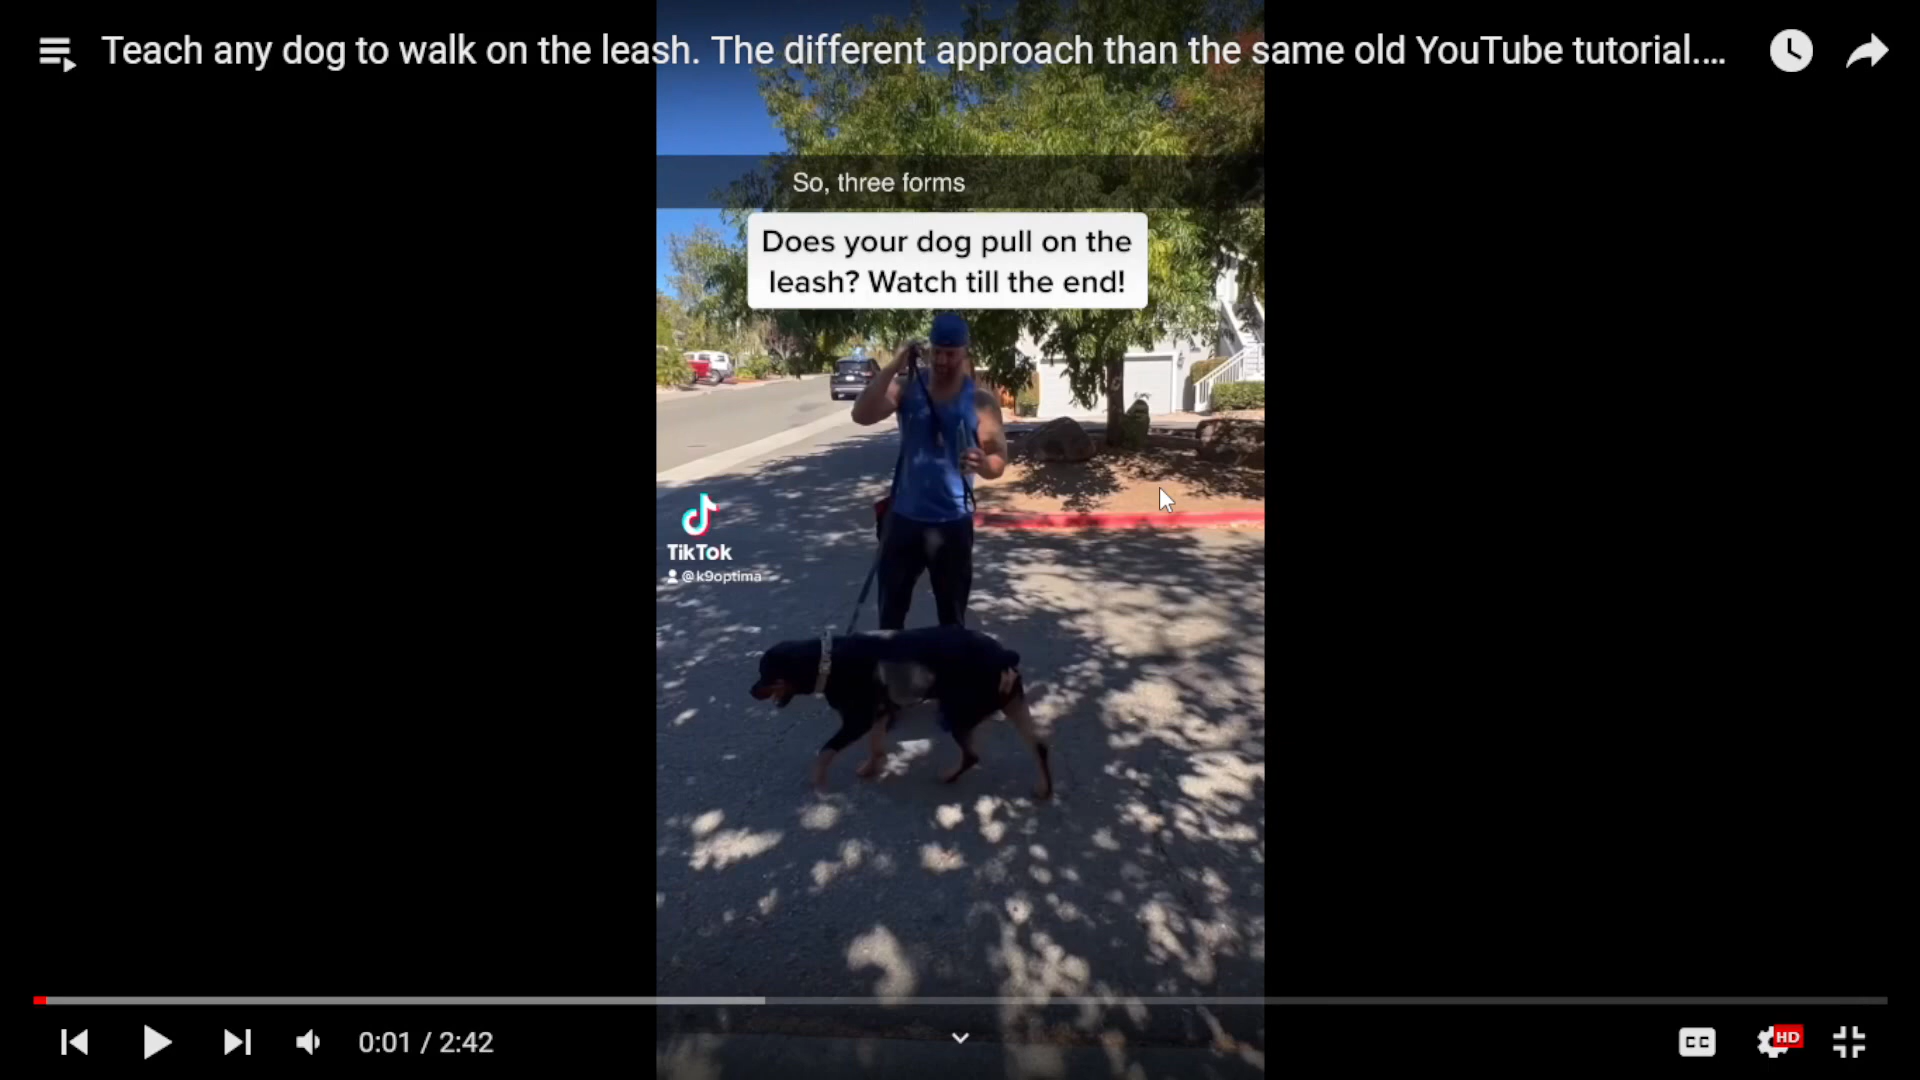 Teach any dog to walk on the leash. The different approach than the same old YouTube tutorial....
So, three forms
Does your dog pull on the
leash? Watch till the end!
TikTok
@k9optima
0:01 / 2:42
CC
HD